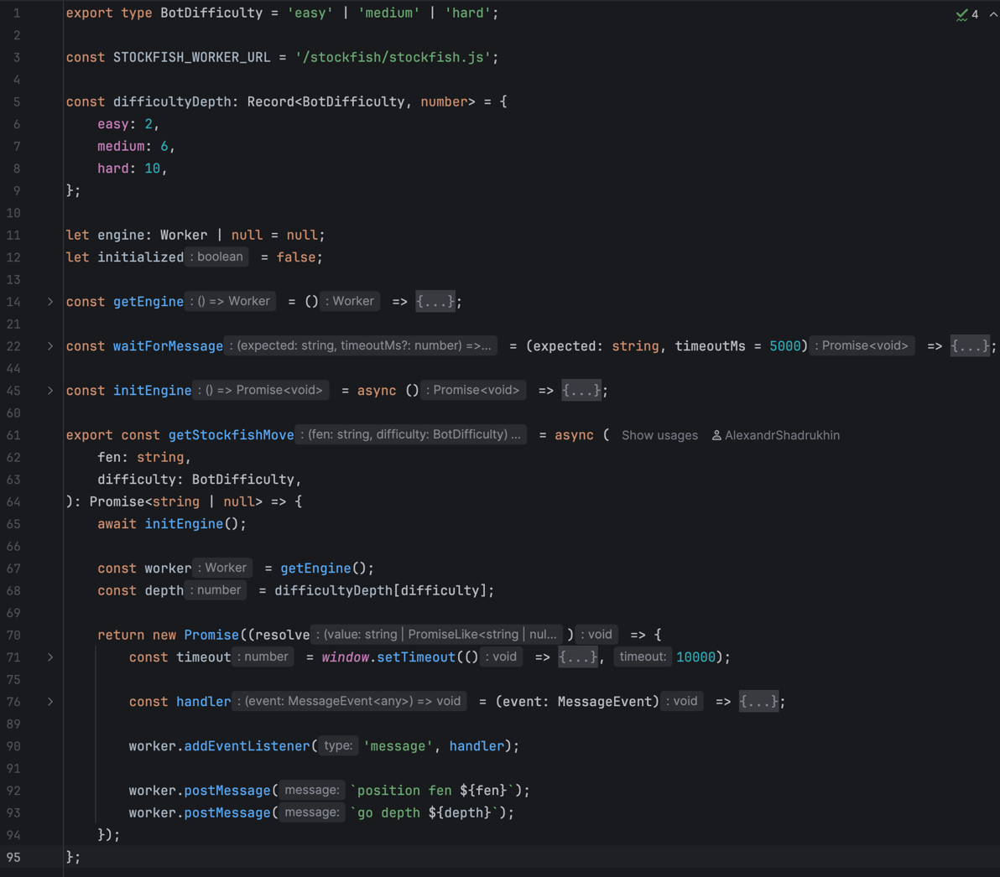 1 export type BotDifficulty = 'easy' | 'medium' | 'hard'; 4
2
3 const STOCKFISH_WORKER_URL = '/stockfish/stockfish.js';
4
5 const difficultyDepth: Record<BotDifficulty, number> = {
6 easy: 2,
7 medium: 6,
8 hard: 10,
9 };
10
11 let engine: Worker | null = null;
12 let initialized : boolean = false;
13
14 const getEngine : () => Worker = () : Worker => {...};
21
22 const waitForMessage : (expected: string, timeoutMs?: number) =>... = (expected: string, timeoutMs = 5000) : Promise<void> => {...};
44
45 const initEngine : () => Promise<void> = async () : Promise<void> => {...};
60
61 export const getStockfishMove : (fen: string, difficulty: BotDifficulty) ... = async ( Show usages AlexandrShadrukhin
62 fen: string,
63 difficulty: BotDifficulty,
64 ): Promise<string | null> => {
65 await initEngine();
66
67 const worker : Worker = getEngine();
68 const depth : number = difficultyDepth[difficulty];
69
70 return new Promise((resolve : (value: string | PromiseLike<string | nul... ) : void => {
71 const timeout : number = window.setTimeout(() : void => {...}, timeout: 10000);
75
76 const handler : (event: MessageEvent<any>) => void = (event: MessageEvent) : void => {...};
89
90 worker.addEventListener( type: 'message', handler);
91
92 worker.postMessage( message: `position fen ${fen}`);
93 worker.postMessage( message: `go depth ${depth}`);
94 });
95 };